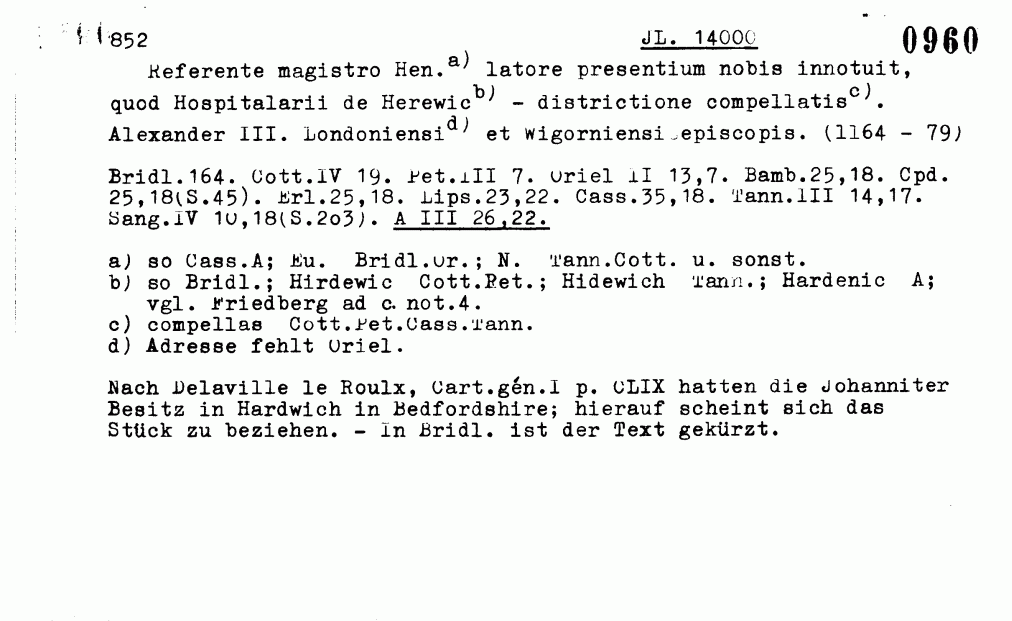 852 JL. 14000 0960
Referente magistro Hen.a) latore presentium nobis innotuit,
quod Hospitalarii de Herewicb) - districtione compellatisc).
Alexander III. Londoniensid) et Wigorniensi episcopis. (1164 - 79)
Bridl.164. Cott.IV 19. Pet.III 7. Oriel II 13,7. Bamb.25,18. Cpd.
25,18(S.45). Erl.25,18. Lips.23,22. Cass.35,18. Tann.III 14,17.
Sang.IV 10,18(S.2o3). A III 26,22.
a) so Cass.A; Eu. Bridl.Or.; N. Tann.Cott. u. sonst.
b) so Bridl.; Hirdewic Cott.Pet.; Hidewich Tann.; Hardenic A;
vgl. Friedberg ad c. not.4.
c) compellas Cott.Pet.Cass.Tann.
d) Adresse fehlt Oriel.
Nach Delaville le Roulx, Cart.gén.I p. CLIX hatten die Johanniter
Besitz in Hardwich in Bedfordshire; hierauf scheint sich das
Stück zu beziehen. - In Bridl. ist der Text gekürzt.